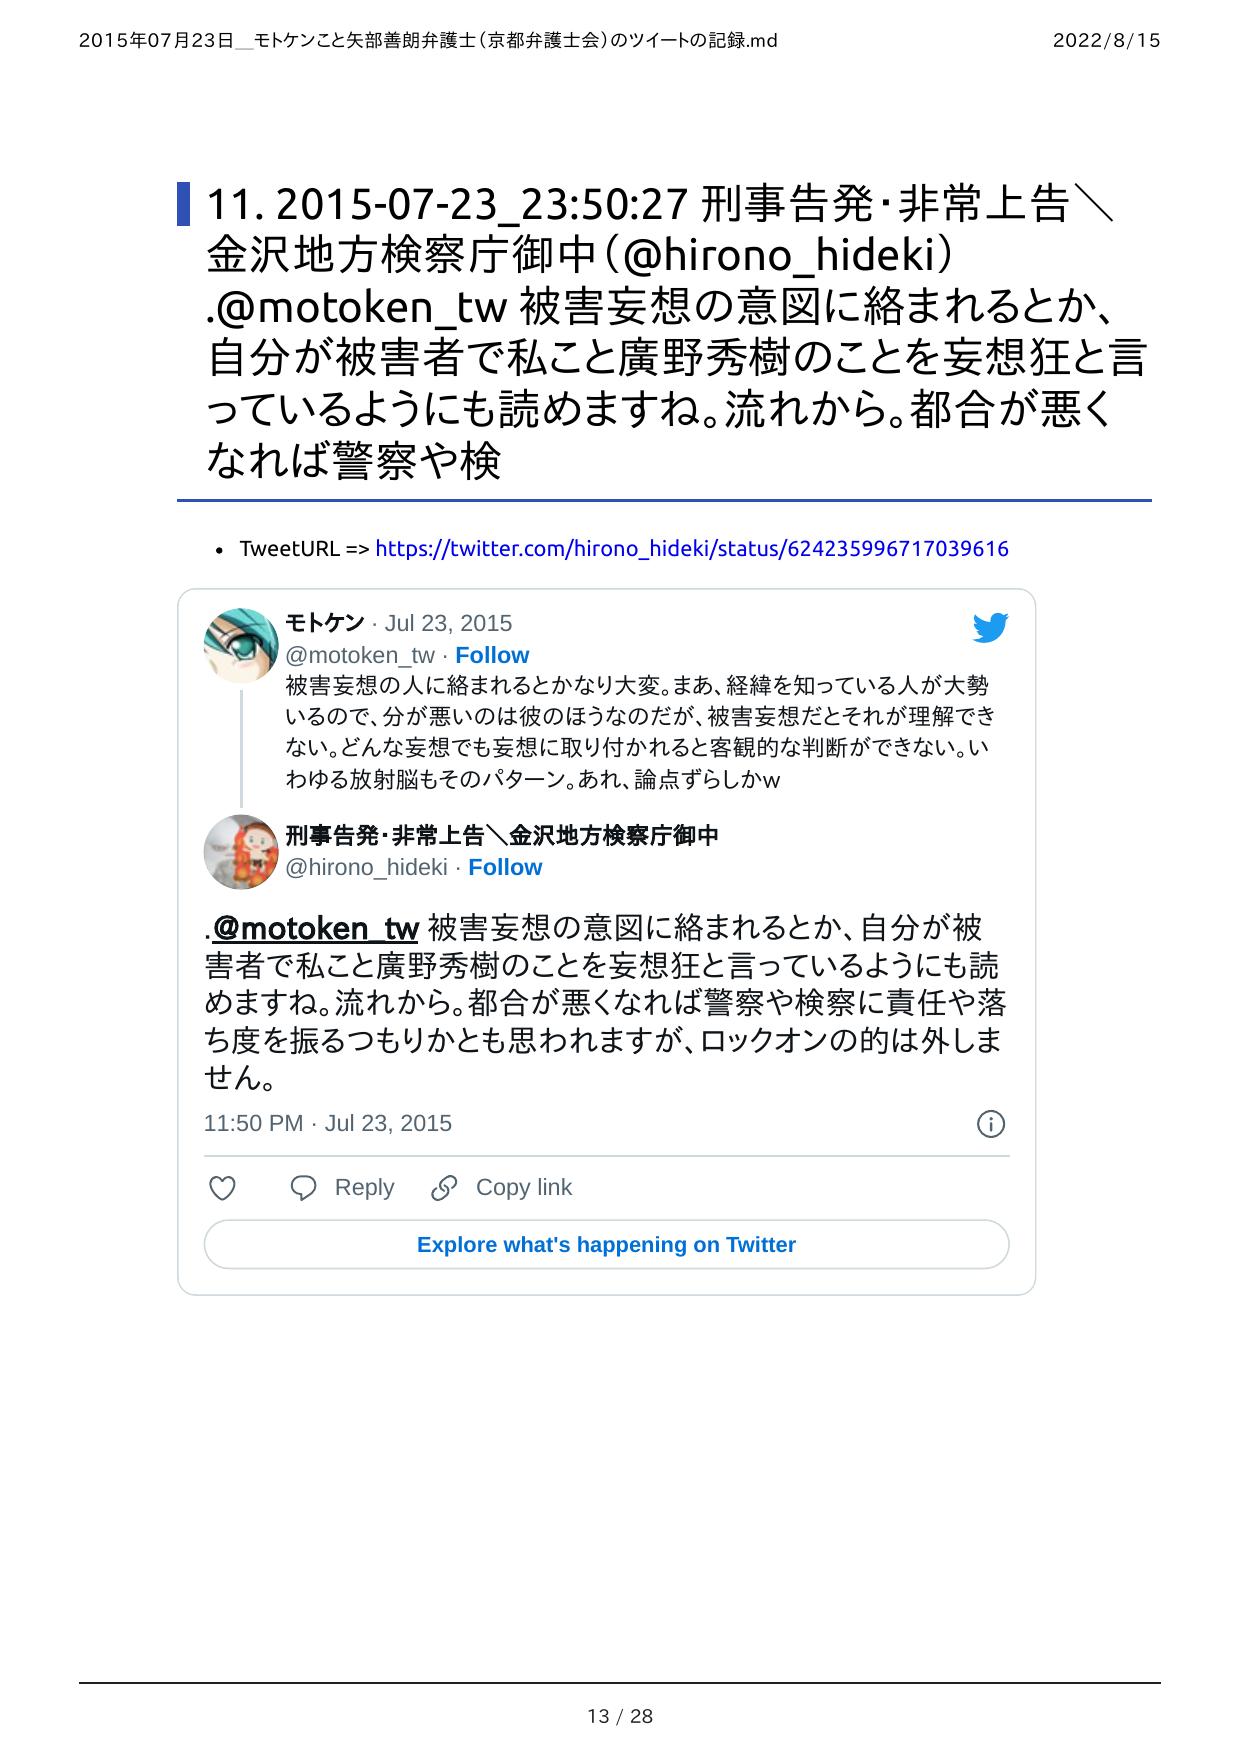 2015年07月23日__モトケンこと矢部善朗弁護士（京都弁護士会）のツイートの記録.md
2022/8/15
11. 2015-07-23_23:50:27 刑事告発・非常上告＼
金沢地方検察庁御中（@hirono_hideki）
.@motoken_tw 被害妄想の意図に絡まれるとか、
自分が被害者で私こと廣野秀樹のことを妄想狂と言
っているようにも読めますね。流れから。都合が悪く
なれば警察や検
• TweetURL => https://twitter.com/hirono_hideki/status/624235996717039616
モトケン · Jul 23, 2015
@motoken_tw · Follow
被害妄想の人に絡まれるとかなり大変。まあ、経緯を知っている人が大勢
いるので、分が悪いのは彼のほうなのだが、被害妄想だとそれが理解でき
ない。どんな妄想でも妄想に取り付かれると客観的な判断ができない。い
わゆる放射脳もそのパターン。あれ、論点ずらしかw
刑事告発・非常上告＼金沢地方検察庁御中
@hirono_hideki · Follow
.@motoken_tw 被害妄想の意図に絡まれるとか、自分が被
害者で私こと廣野秀樹のことを妄想狂と言っているようにも読
めますね。流れから。都合が悪くなれば警察や検察に責任や落
ち度を振るつもりかとも思われますが、ロックオンの的は外しま
せん。
11:50 PM · Jul 23, 2015
Reply
Copy link
Explore what's happening on Twitter
13 / 28